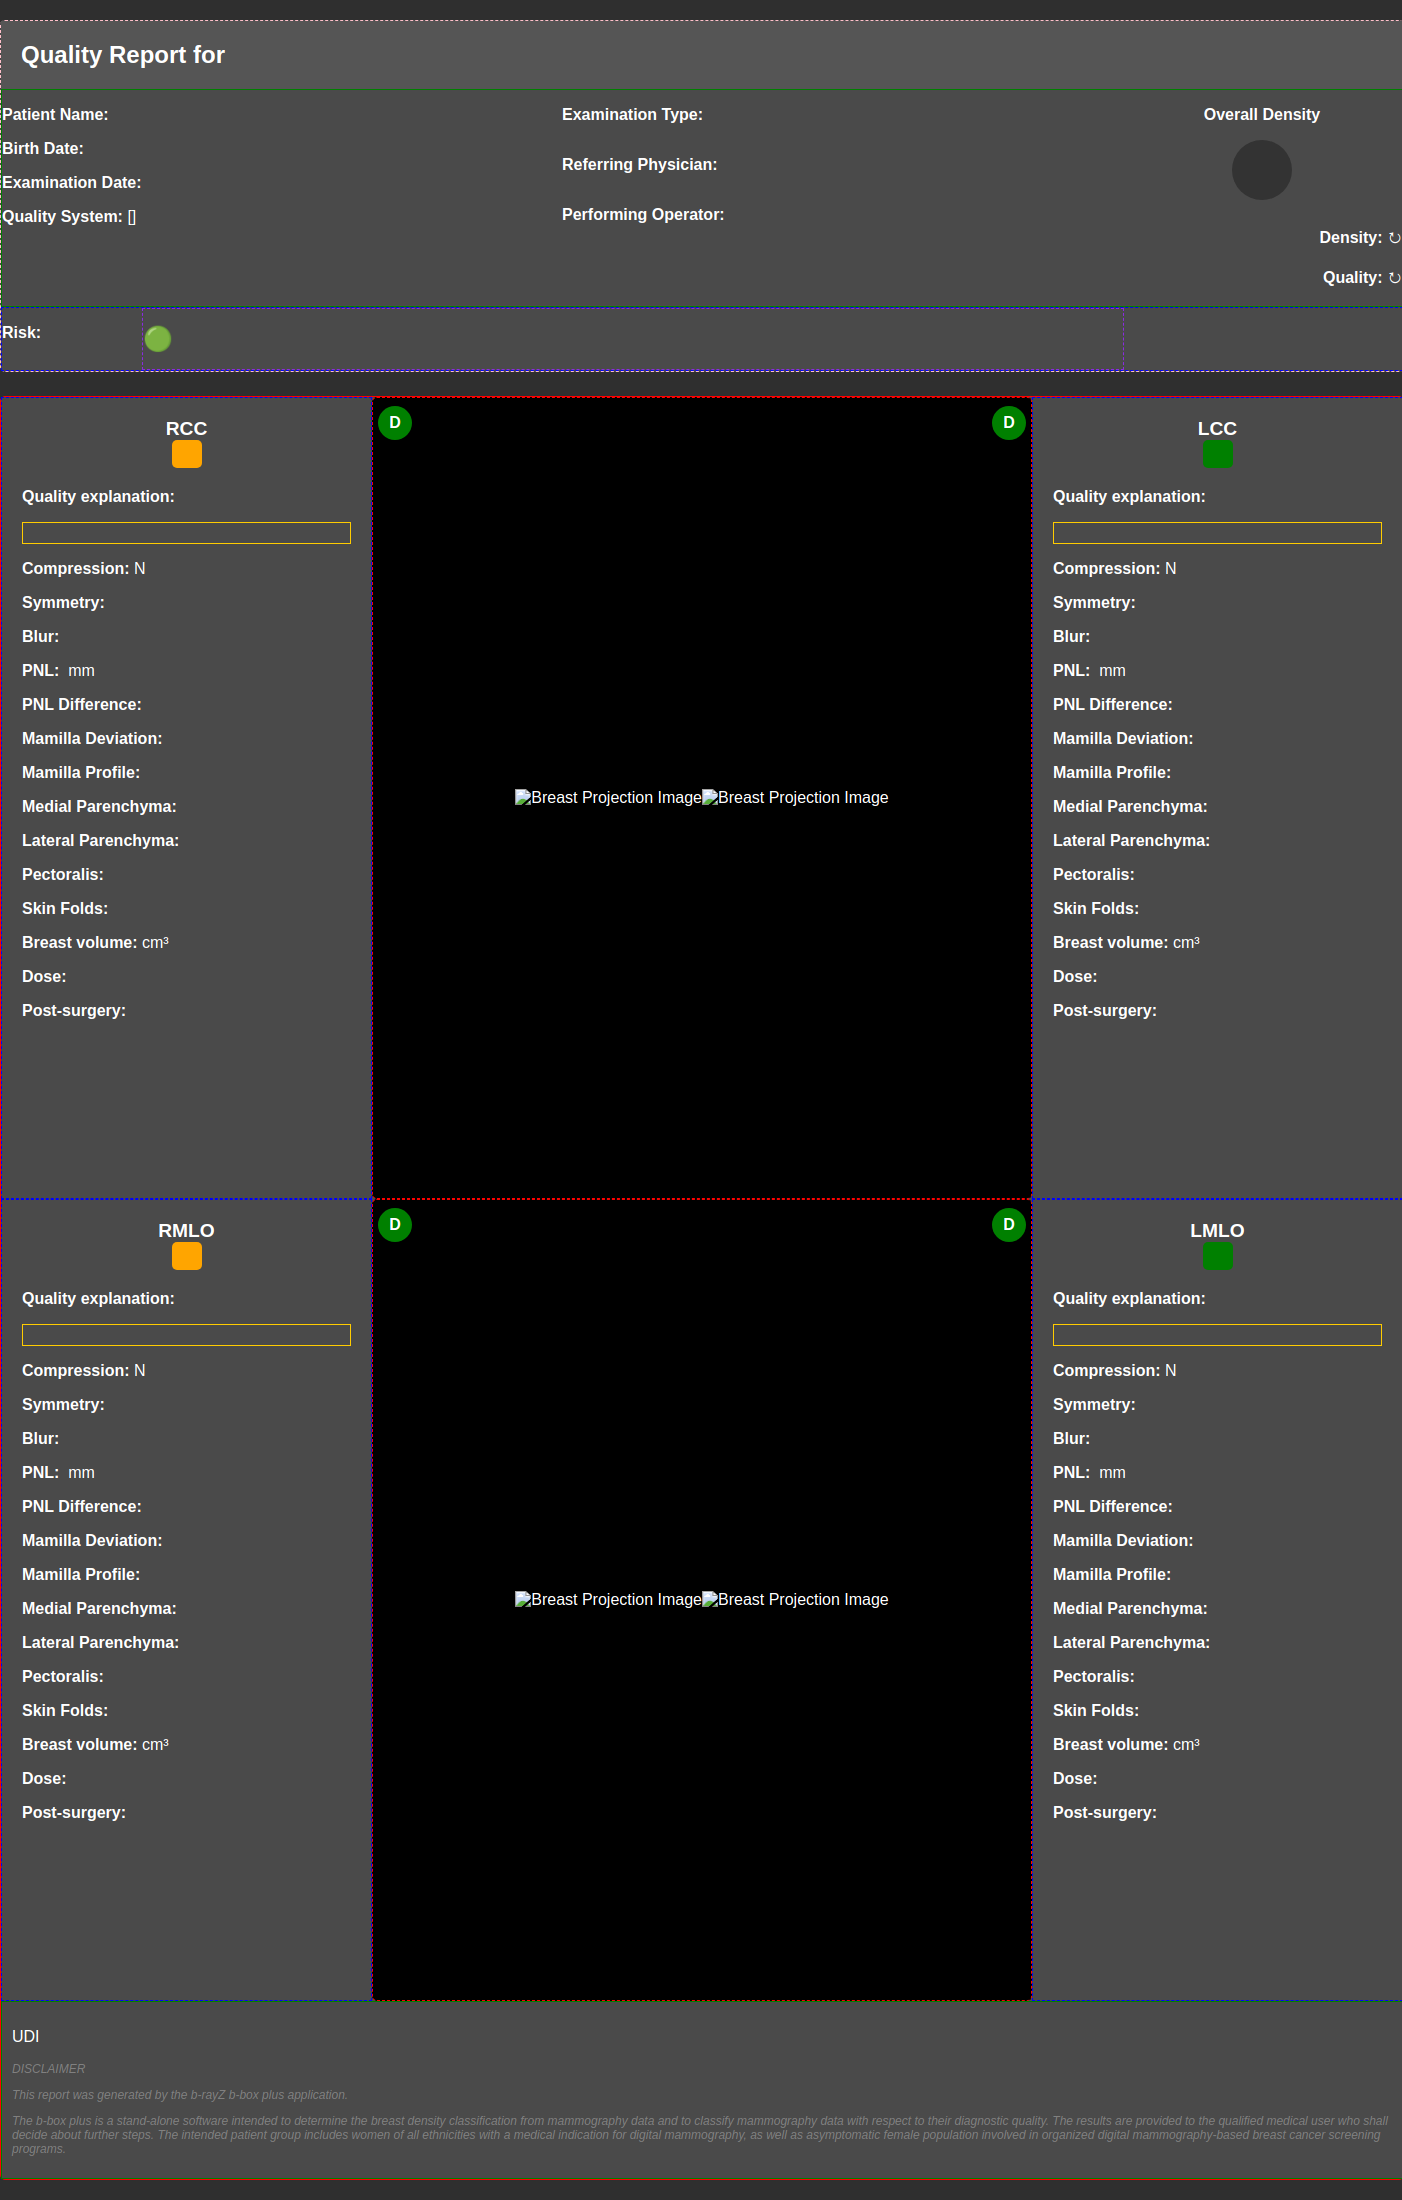 Quality Report for
Patient Name:
Birth Date:
Examination Date:
Quality System: []
Examination Type:
Referring Physician:
Performing Operator:
Overall Density
Density: ↻
Quality: ↻
Risk:
RCC
Quality explanation:
Compression: N
Symmetry:
Blur:
PNL:  mm
PNL Difference:
Mamilla Deviation:
Mamilla Profile:
Medial Parenchyma:
Lateral Parenchyma:
Pectoralis:
Skin Folds:
Breast volume: cm³
Dose:
Post-surgery:
D
D
Breast Projection Image Breast Projection Image
LCC
Quality explanation:
Compression: N
Symmetry:
Blur:
PNL:  mm
PNL Difference:
Mamilla Deviation:
Mamilla Profile:
Medial Parenchyma:
Lateral Parenchyma:
Pectoralis:
Skin Folds:
Breast volume: cm³
Dose:
Post-surgery:
RMLO
Quality explanation:
Compression: N
Symmetry:
Blur:
PNL:  mm
PNL Difference:
Mamilla Deviation:
Mamilla Profile:
Medial Parenchyma:
Lateral Parenchyma:
Pectoralis:
Skin Folds:
Breast volume: cm³
Dose:
Post-surgery:
D
D
Breast Projection Image Breast Projection Image
LMLO
Quality explanation:
Compression: N
Symmetry:
Blur:
PNL:  mm
PNL Difference:
Mamilla Deviation:
Mamilla Profile:
Medial Parenchyma:
Lateral Parenchyma:
Pectoralis:
Skin Folds:
Breast volume: cm³
Dose:
Post-surgery:
UDI
DISCLAIMER
This report was generated by the b-rayZ b-box plus application.
The b-box plus is a stand-alone software intended to determine the breast density classification from mammography data and to classify mammography data with respect to their diagnostic quality. The results are provided to the qualified medical user who shall
decide about further steps. The intended patient group includes women of all ethnicities with a medical indication for digital mammography, as well as asymptomatic female population involved in organized digital mammography-based breast cancer screening
programs.